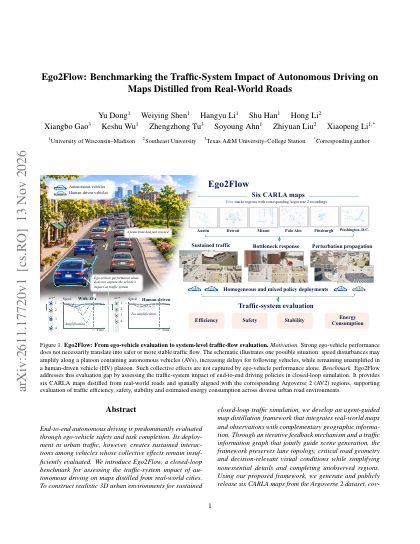 Ego2Flow: Benchmarking the Traffic-System Impact of Autonomous Driving on
Maps Distilled from Real-World Roads
Yu Dong¹ Weiying Shen¹ Hangyu Li¹ Shu Han¹ Hong Li²
Xiangbo Gao³ Keshu Wu³ Zhengzhong Tu³ Soyoung Ahn¹ Zhiyuan Liu² Xiaopeng Li¹,*
¹University of Wisconsin–Madison ²Southeast University ³Texas A&M University–College Station *Corresponding author
arXiv:2611.17720v1 [cs.RO] 13 Nov 2026
Autonomous vehicles
Human-driven vehicles
Ego2Flow
Six CARLA maps
Austin Detroit Miami Palo Alto Pittsburgh Washington, D.C.
Sustained traffic Bottleneck response Perturbation propagation
Homogeneous and mixed policy deployments
Traffic-system evaluation
Efficiency Safety Stability Energy Consumption
With AVs
Human-driven
Speed
Speed
Amplification
No amplification
Figure 1. Ego2Flow: From ego-vehicle evaluation to system-level traffic-flow evaluation. Motivation. Strong ego-vehicle performance
does not necessarily translate into safer or more stable traffic flow. The schematic illustrates one possible situation: speed disturbances may
amplify along a platoon containing autonomous vehicles (AVs), increasing delays for following vehicles, while remaining unamplified in
a human-driven vehicle (HV) platoon. Such collective effects are not captured by ego-vehicle performance alone. Benchmark. Ego2Flow
addresses this evaluation gap by assessing the traffic-system impact of end-to-end driving policies in closed-loop simulation. It provides
six CARLA maps distilled from real-world roads and spatially aligned with the corresponding Argoverse 2 (AV2) regions, supporting
evaluation of traffic efficiency, safety, stability and estimated energy consumption across diverse urban road environments.
Abstract
End-to-end autonomous driving is predominantly evaluated
through ego-vehicle safety and task completion. Its deploy-
ment in urban traffic, however, creates sustained interac-
tions among vehicles whose collective effects remain insuf-
ficiently evaluated. We introduce Ego2Flow, a closed-loop
benchmark for assessing the traffic-system impact of au-
tonomous driving on maps distilled from real-world cities.
To construct realistic 3D urban environments for sustained
closed-loop traffic simulation, we develop an agent-guided
map distillation framework that integrates real-world maps
and observations with complementary geographic informa-
tion. Through an iterative feedback mechanism and a traffic
information graph that guide scene generation, the frame-
work preserves lane topology, critical road geometry
and decision-relevant visual conditions while simplifying
nonessential details and completing unobserved regions.
Using our proposed framework, we generate and publicly
release six CARLA maps from the Argoverse 2 dataset, cov-
1